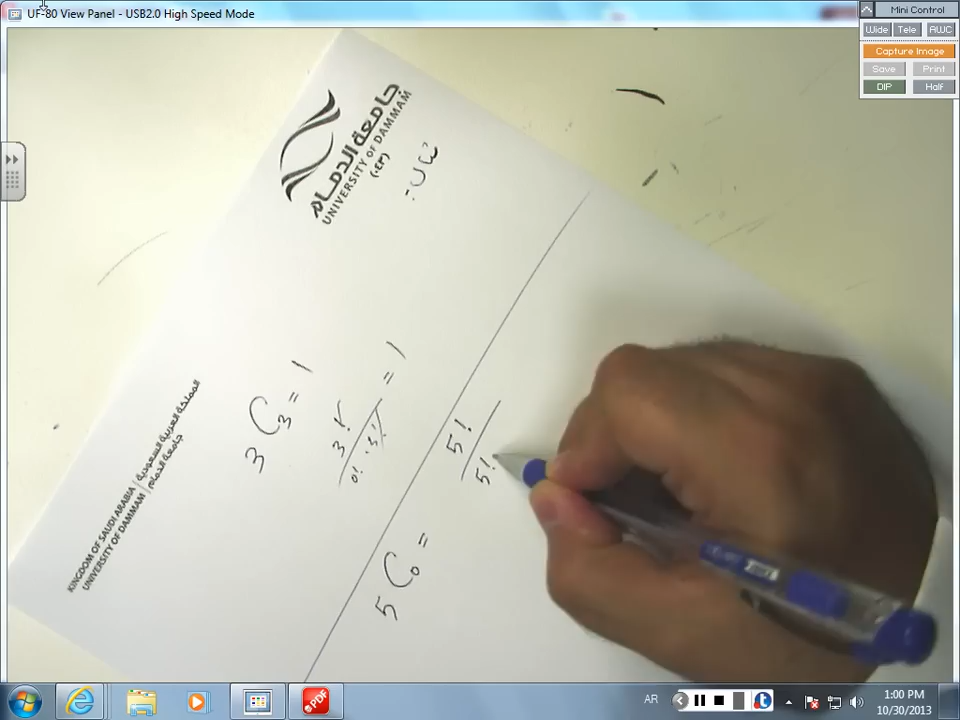 UF-80 View Panel - USB2.0 High Speed Mode
Mini Control
Wide Tele AWC
Capture Image
Save Print
DIP Half
جامعة الدمام
UNIVERSITY OF DAMMAM
(٠٤٣)
المملكة العربية السعودية | جامعة الدمام
KINGDOM OF SAUDI ARABIA | UNIVERSITY OF DAMMAM
3C3 = 1
3! / 0! · 3! = 1
5C0 = 5! / 5!
PDF
AR
1:00 PM
10/30/2013